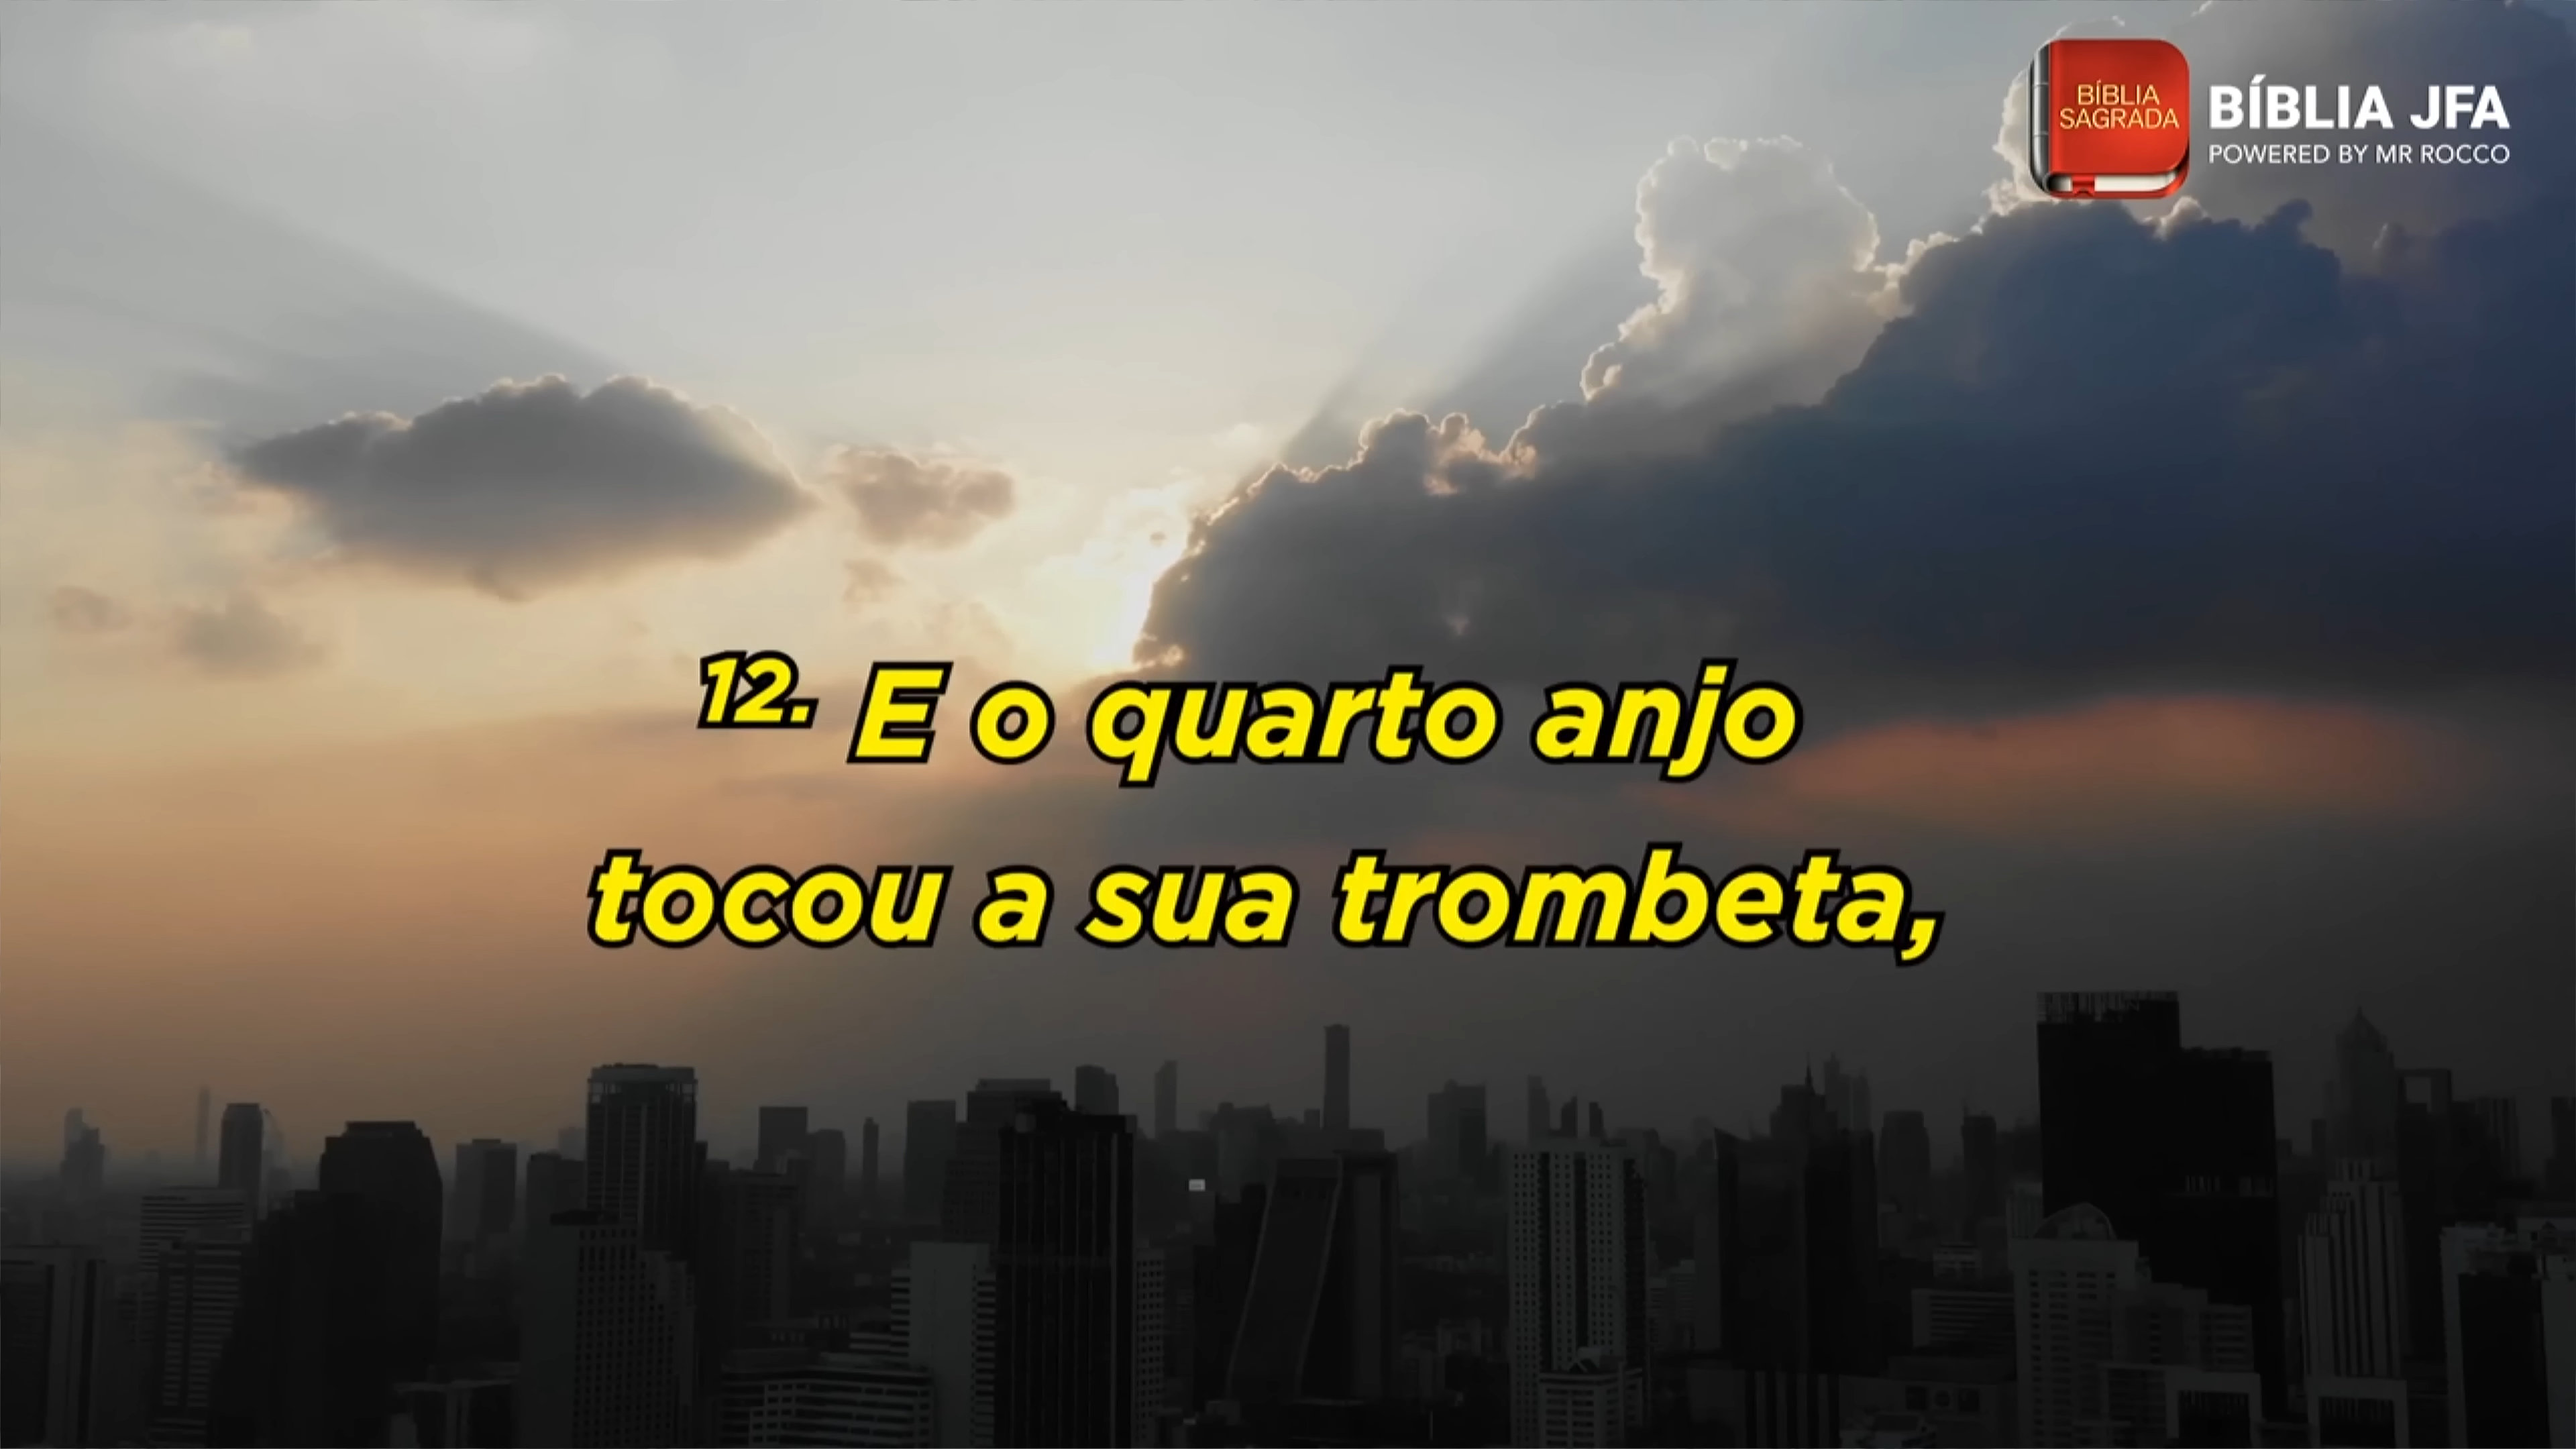 BÍBLIA
SAGRADA
BÍBLIA JFA
POWERED BY MR ROCCO
12. E o quarto anjo
tocou a sua trombeta,